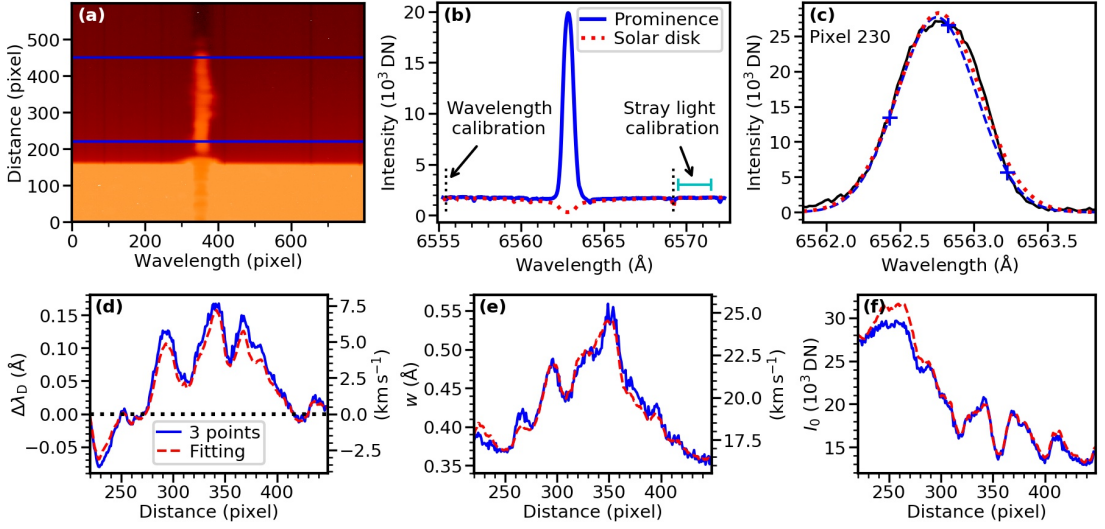 (a)
Distance (pixel)
500
400
300
200
100
0
0 200 400 600
Wavelength (pixel)
(b)
Intensity (10³ DN)
20
15
10
5
0
Prominence
Solar disk
Wavelength
calibration
Stray light
calibration
6555 6560 6565 6570
Wavelength (Å)
(c)
Pixel 230
Intensity (10³ DN)
25
20
15
10
5
0
6562.0 6562.5 6563.0 6563.5
Wavelength (Å)
(d)
Δλ_D (Å)
0.15
0.10
0.05
0.00
−0.05
3 points
Fitting
7.5
5.0
2.5
0.0
−2.5
(km s⁻¹)
250 300 350 400
Distance (pixel)
(e)
w (Å)
0.55
0.50
0.45
0.40
0.35
25.0
22.5
20.0
17.5
(km s⁻¹)
250 300 350 400
Distance (pixel)
(f)
I₀ (10³ DN)
30
25
20
15
250 300 350 400
Distance (pixel)